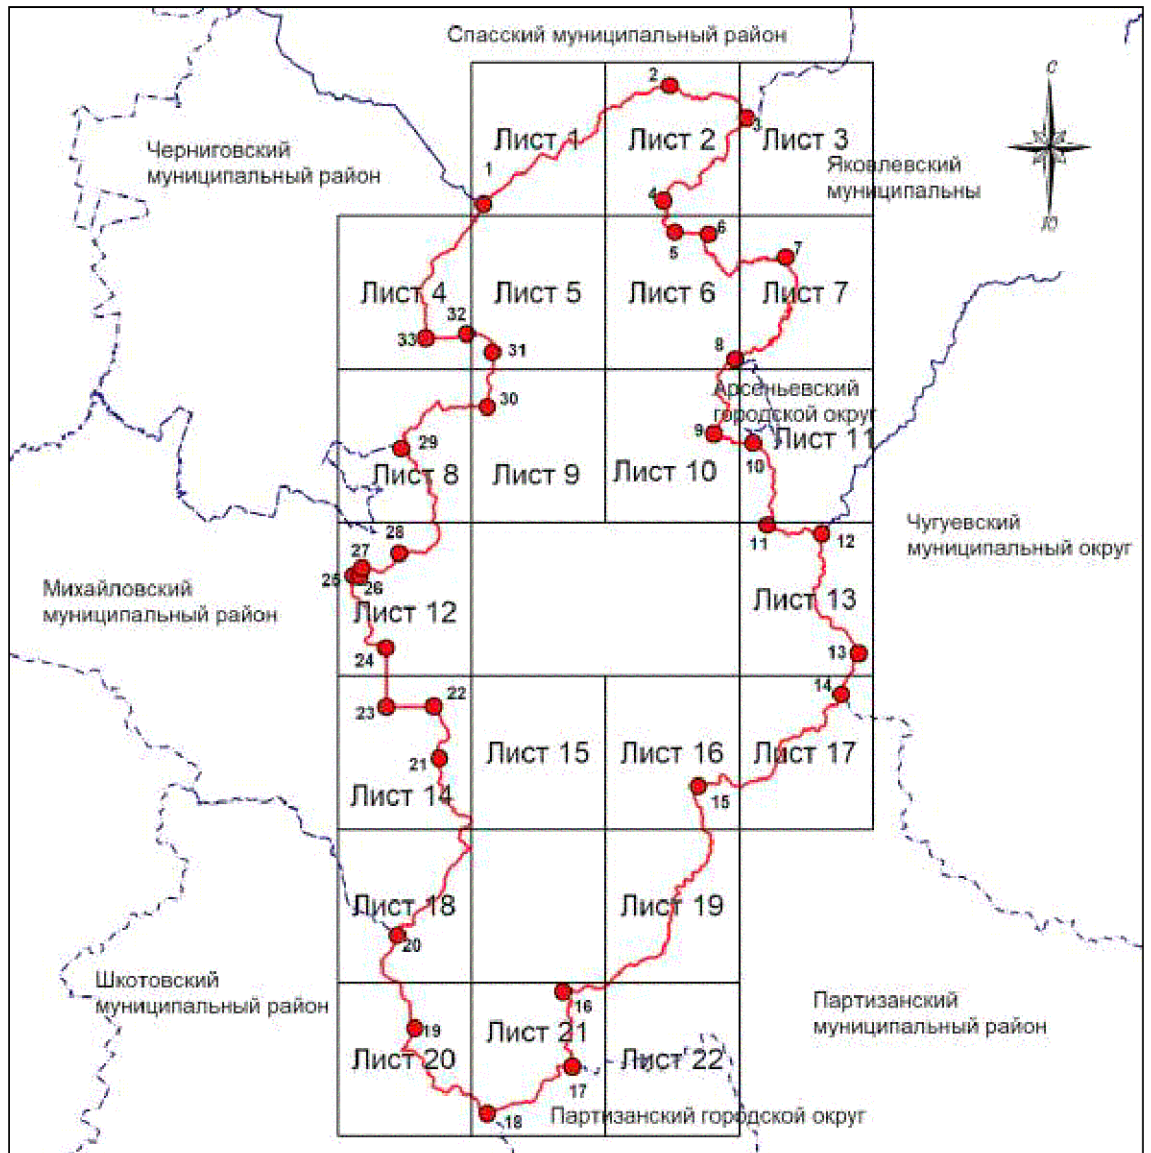 Спасский муниципальный район
С
2
3
Лист 1
Лист 2
Лист 3
Черниговский
муниципальный район
Яковлевский
муниципальны
1
4
Ю
5
6
7
Лист 4
Лист 5
Лист 6
Лист 7
32
33
31
8
Арсеньевский
городской округ
30
9
29
10
Лист 11
Лист 8
Лист 9
Лист 10
11
12
Чугуевский
муниципальный округ
28
27
25
26
Михайловский
муниципальный район
Лист 12
Лист 13
24
13
14
22
23
21
Лист 15
Лист 16
Лист 17
Лист 14
15
Лист 18
Лист 19
20
Шкотовский
муниципальный район
16
Партизанский
муниципальный район
19
Лист 21
Лист 20
Лист 22
17
18
Партизанский городской округ